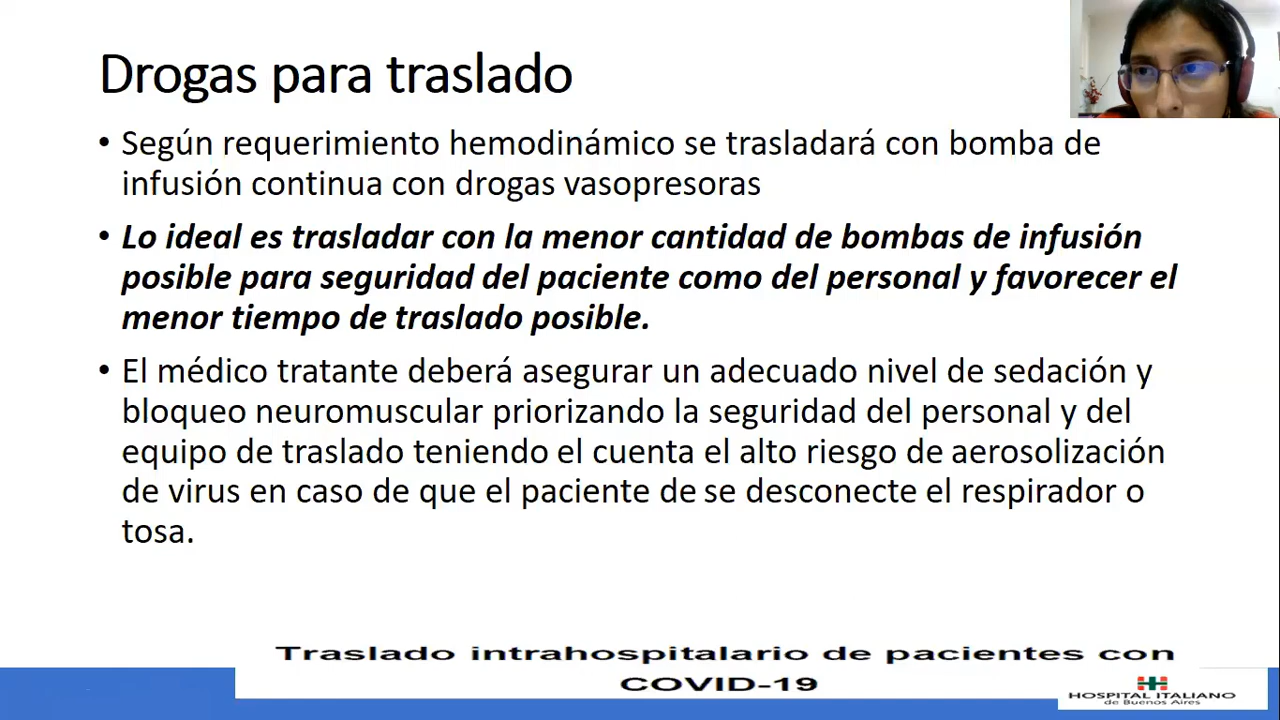 Drogas para traslado
• Según requerimiento hemodinámico se trasladará con bomba de
infusión continua con drogas vasopresoras
• Lo ideal es trasladar con la menor cantidad de bombas de infusión
posible para seguridad del paciente como del personal y favorecer el
menor tiempo de traslado posible.
• El médico tratante deberá asegurar un adecuado nivel de sedación y
bloqueo neuromuscular priorizando la seguridad del personal y del
equipo de traslado teniendo el cuenta el alto riesgo de aerosolización
de virus en caso de que el paciente de se desconecte el respirador o
tosa.
Traslado intrahospitalario de pacientes con
COVID-19
HOSPITAL ITALIANO
de Buenos Aires